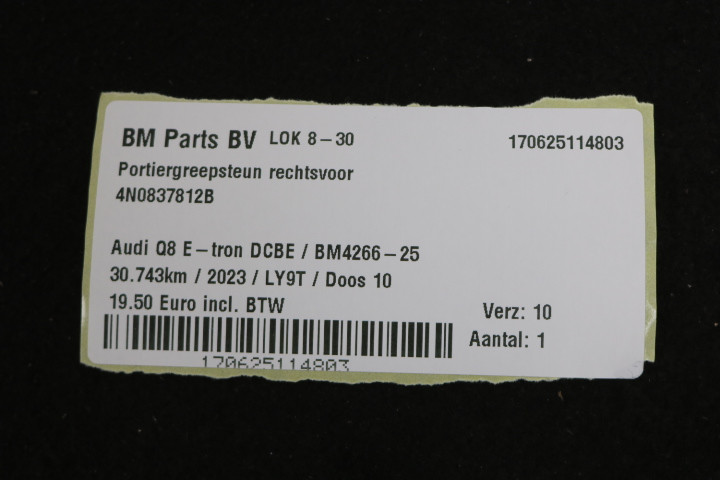 BM Parts BV LOK 8-30 170625114803
Portiergreepsteun rechtsvoor
4N0837812B
Audi Q8 E-tron DCBE / BM4266-25
30.743km / 2023 / LY9T / Doos 10
19.50 Euro incl. BTW Verz: 10
Aantal: 1
170625114803